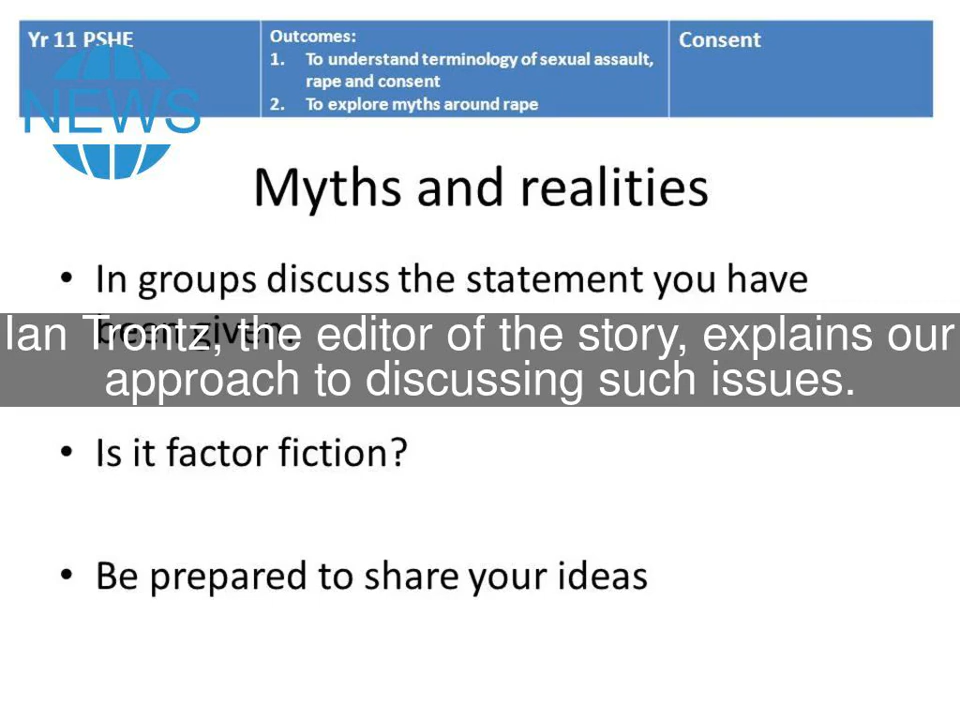 Yr 11 PSHE
Outcomes:
1. To understand terminology of sexual assault,
rape and consent
2. To explore myths around rape
Consent
NEWS
Myths and realities
• In groups discuss the statement you have
been given.
Ian Trontz, the editor of the story, explains our
approach to discussing such issues.
• Is it factor fiction?
• Be prepared to share your ideas